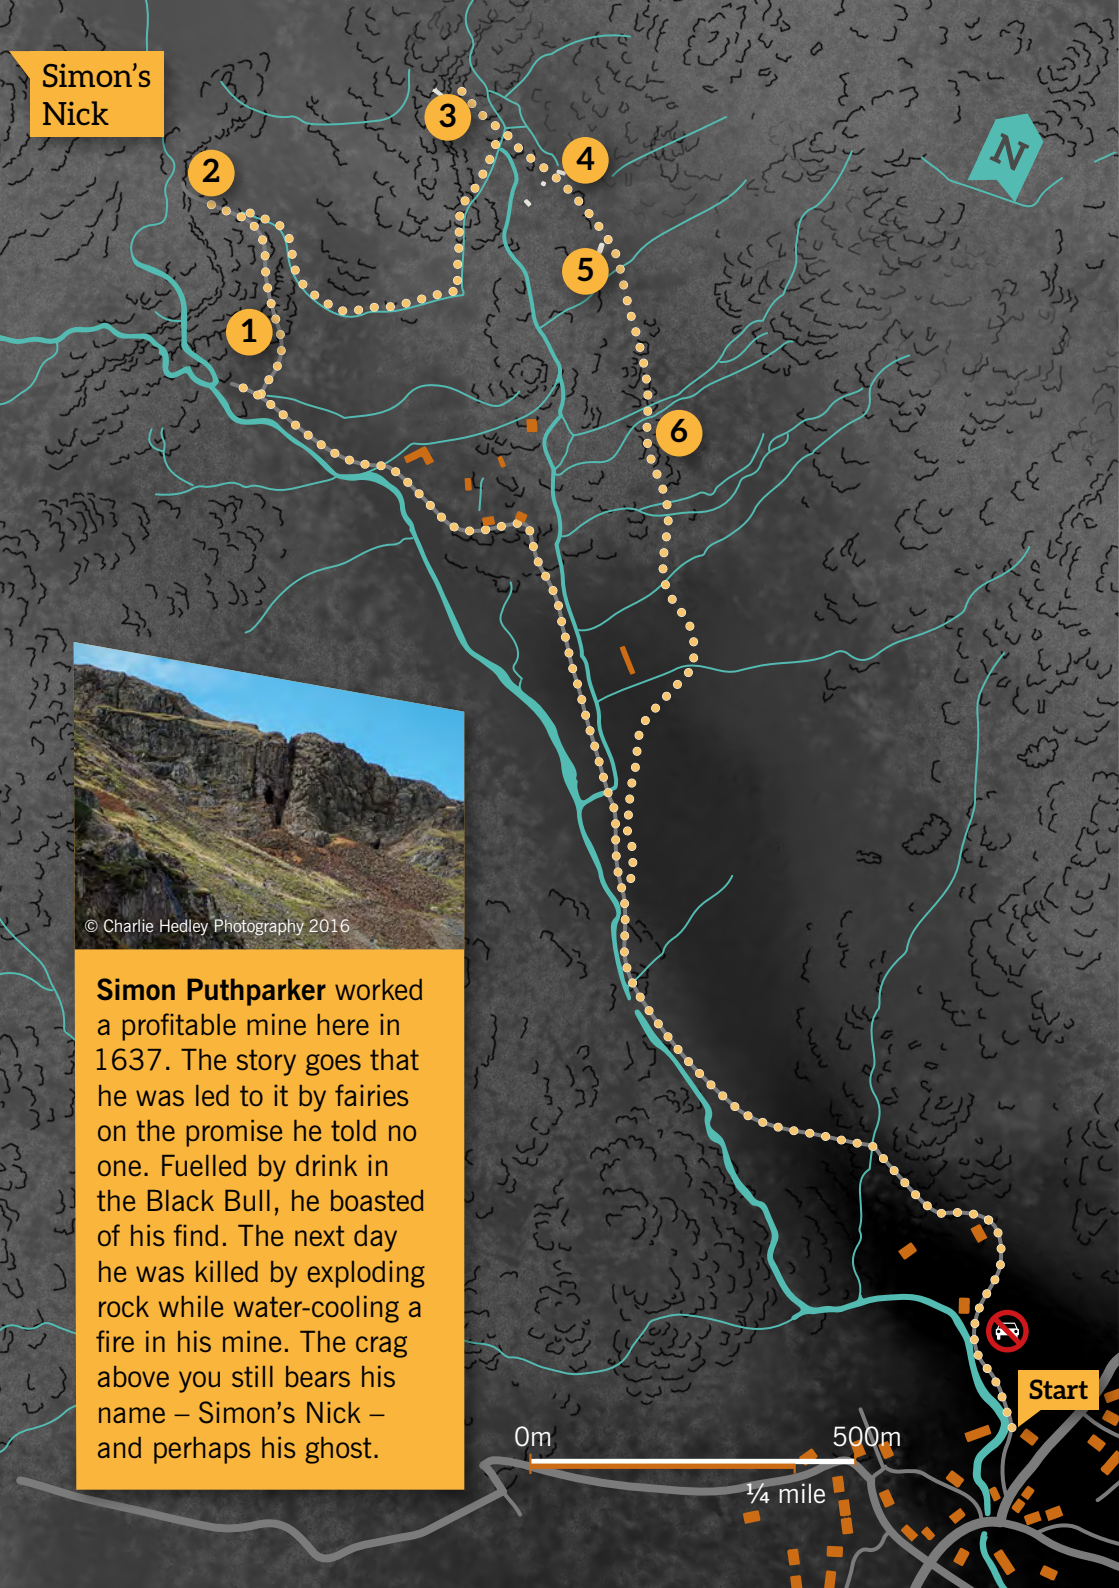 Simon's
Nick
3
4
2
N
5
1
6
© Charlie Hedley Photography 2016
Simon Puthparker worked
a profitable mine here in
1637. The story goes that
he was led to it by fairies
on the promise he told no
one. Fuelled by drink in
the Black Bull, he boasted
of his find. The next day
he was killed by exploding
rock while water-cooling a
fire in his mine. The crag
above you still bears his
name – Simon's Nick –
and perhaps his ghost.
Start
0m 500m
¼ mile